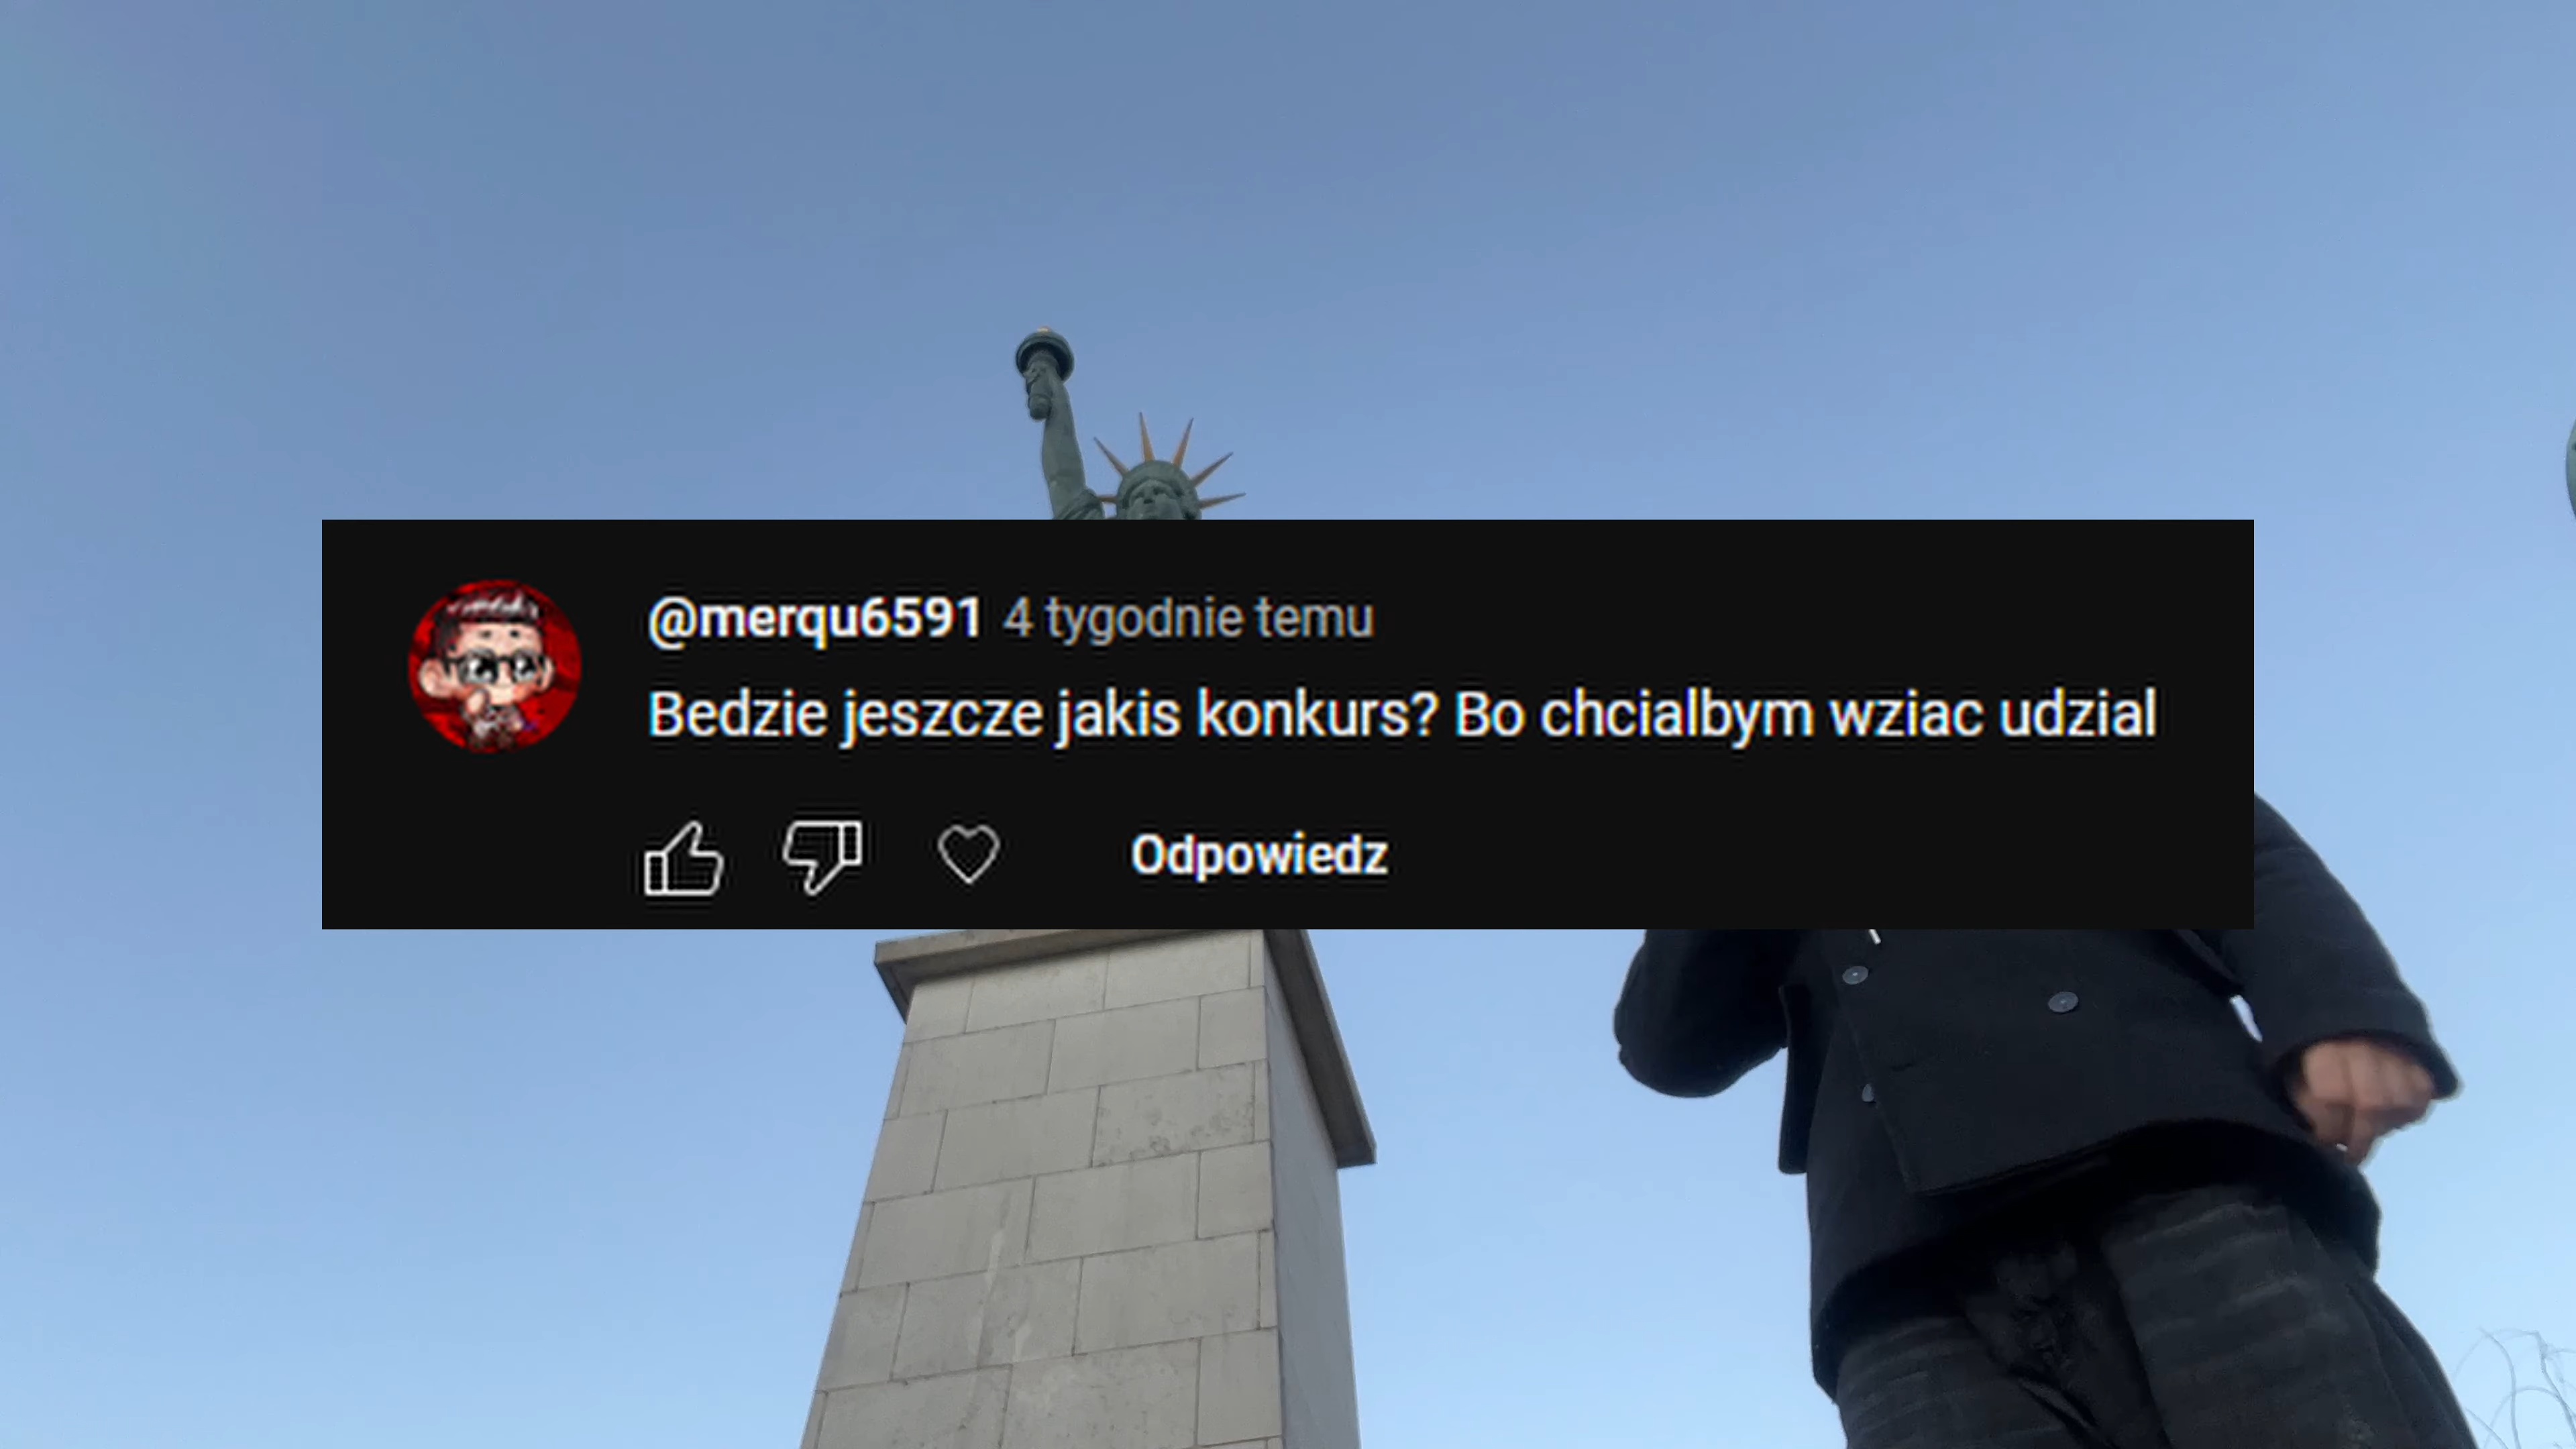 @merqu6591 4 tygodnie temu
Bedzie jeszcze jakis konkurs? Bo chcialbym wziac udzial
Odpowiedz